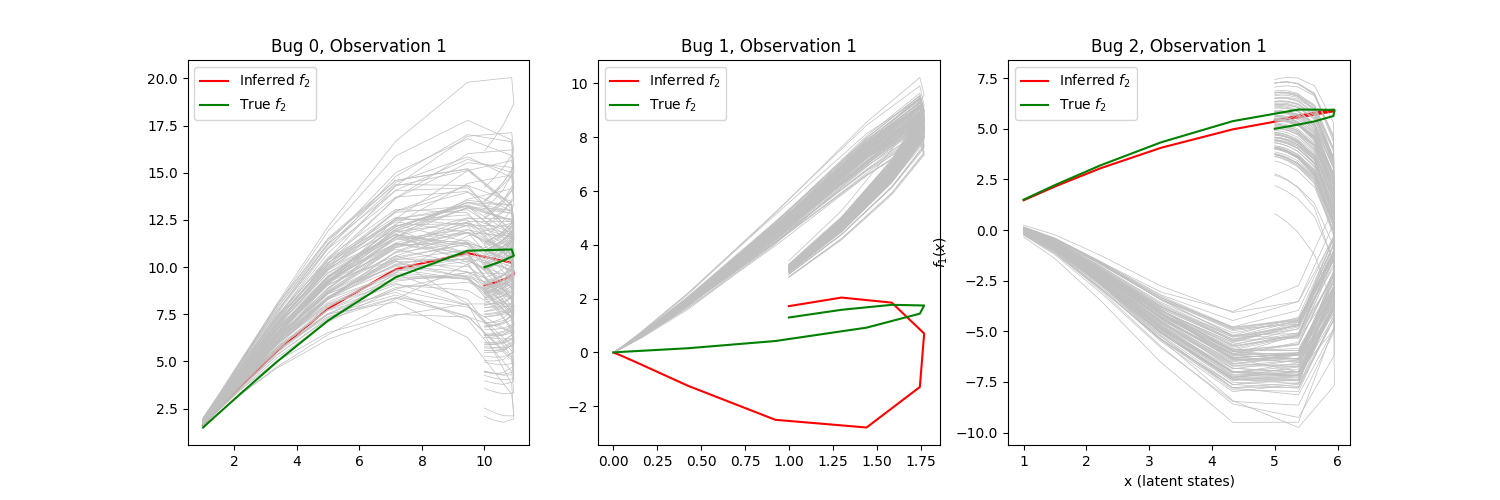 Bug 0, Observation 1
Inferred f₂
True f₂
20.0
17.5
15.0
12.5
10.0
7.5
5.0
2.5
2 4 6 8 10
Bug 1, Observation 1
Inferred f₂
True f₂
10
8
6
4
2
0
−2
0.00 0.25 0.50 0.75 1.00 1.25 1.50 1.75
Bug 2, Observation 1
Inferred f₂
True f₂
f₁(x)
7.5
5.0
2.5
0.0
−2.5
−5.0
−7.5
−10.0
1 2 3 4 5 6
x (latent states)